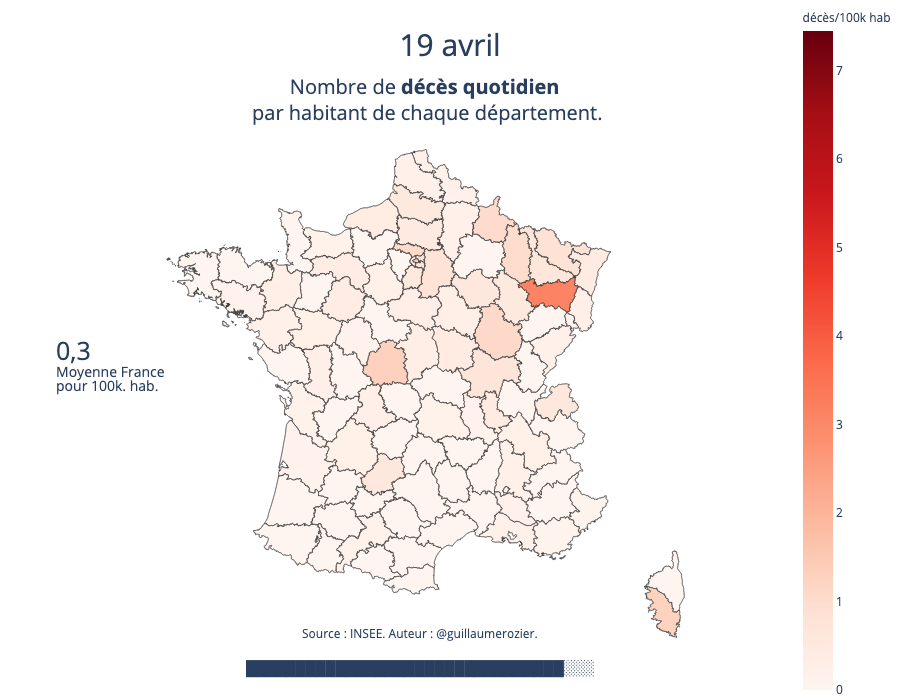 décès/100k hab
19 avril
Nombre de décès quotidien
par habitant de chaque département.
7
6
5
4
3
2
1
0
0,3
Moyenne France
pour 100k. hab.
Source : INSEE. Auteur : @guillaumerozier.